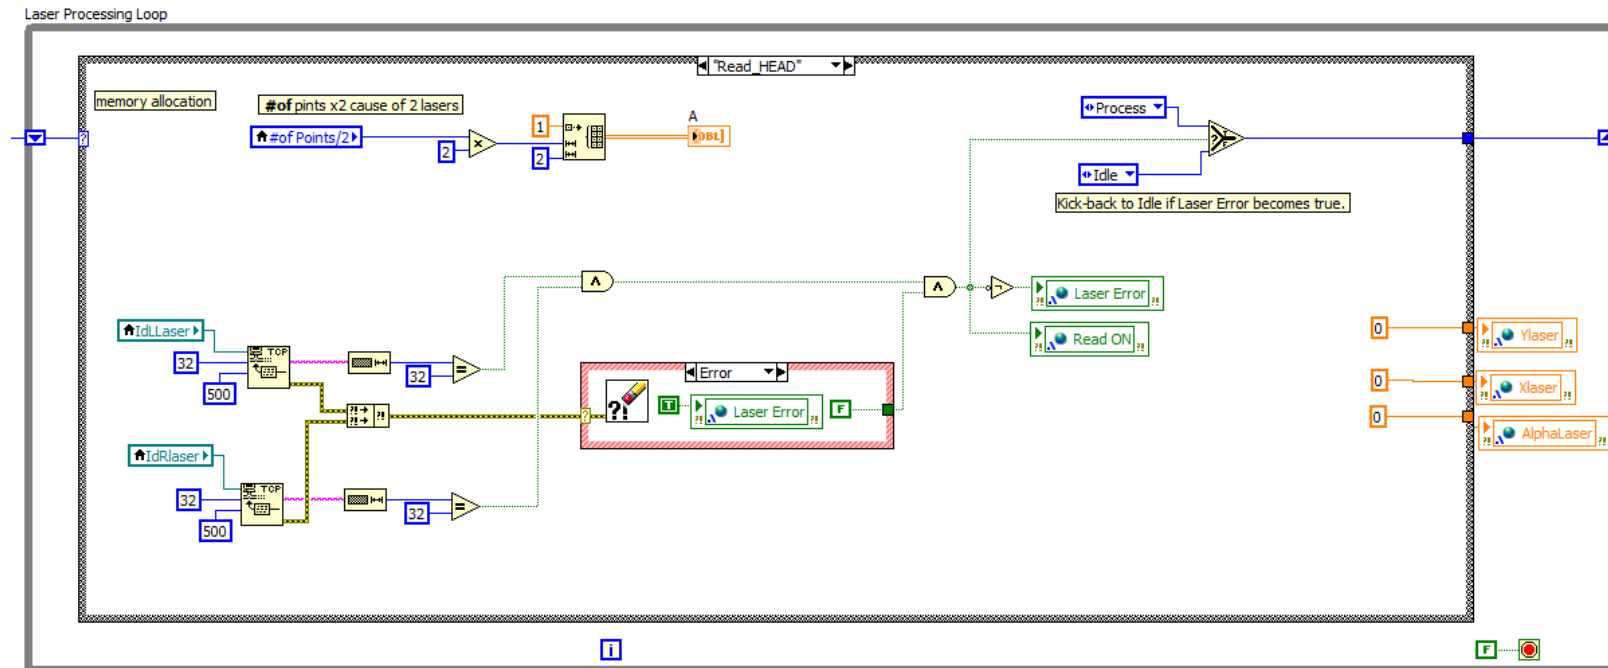 Laser Processing Loop
"Read_HEAD"
memory allocation
#of pints x2 cause of 2 lasers
#of Points/2
2
x
1
2
A
DBL]
Process
?
T
F
Idle
Kick-back to Idle if Laser Error becomes true.
Laser Error
Read ON
IdLLaser
32
500
TCP
32
=
Error
?!
T
Laser Error
F
IdRlaser
32
500
TCP
32
=
0
Ylaser
0
Xlaser
0
AlphaLaser
i
F